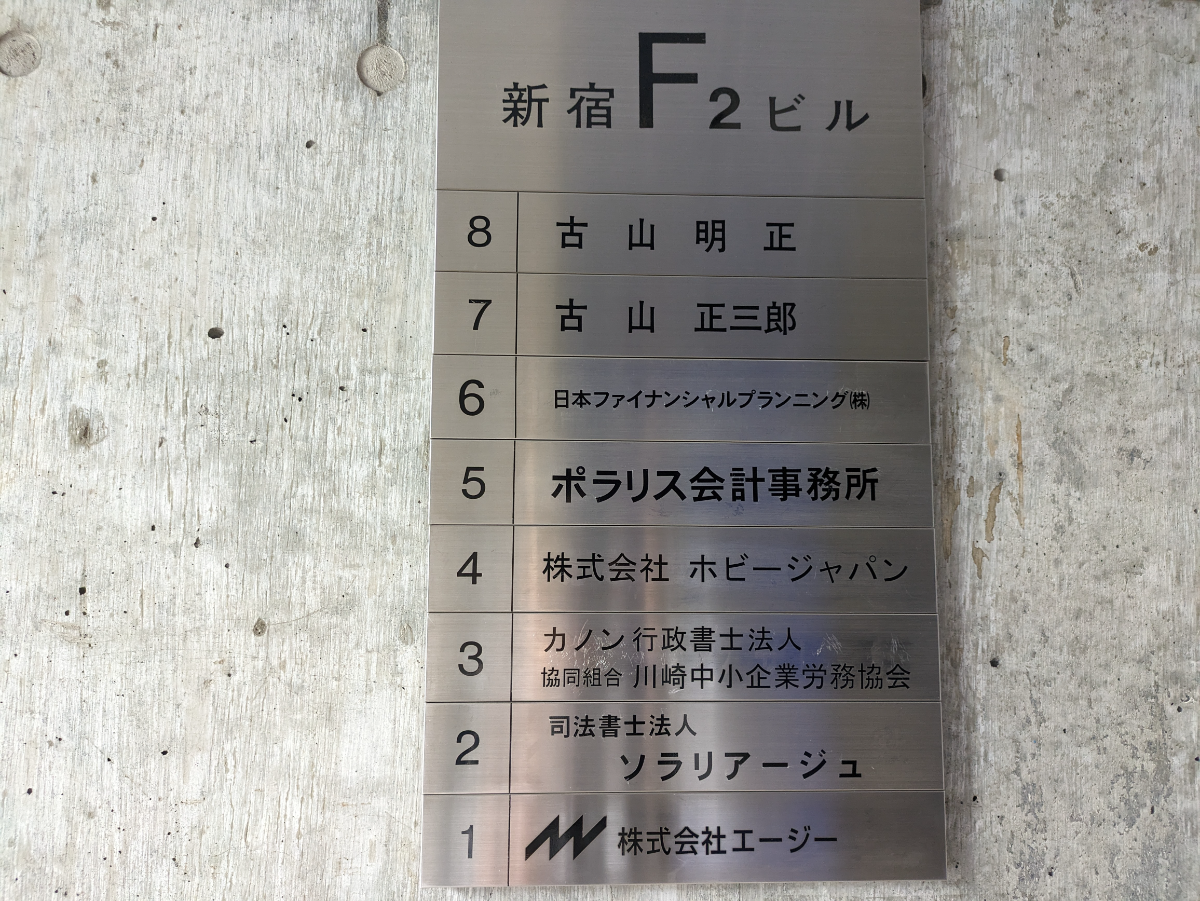 新宿F2ビル
8 古山明正
7 古山 正三郎
6 日本ファイナンシャルプランニング㈱
5 ポラリス会計事務所
4 株式会社 ホビージャパン
3 カノン 行政書士法人
協同組合 川崎中小企業労務協会
2 司法書士法人
ソラリアージュ
1 株式会社エージー